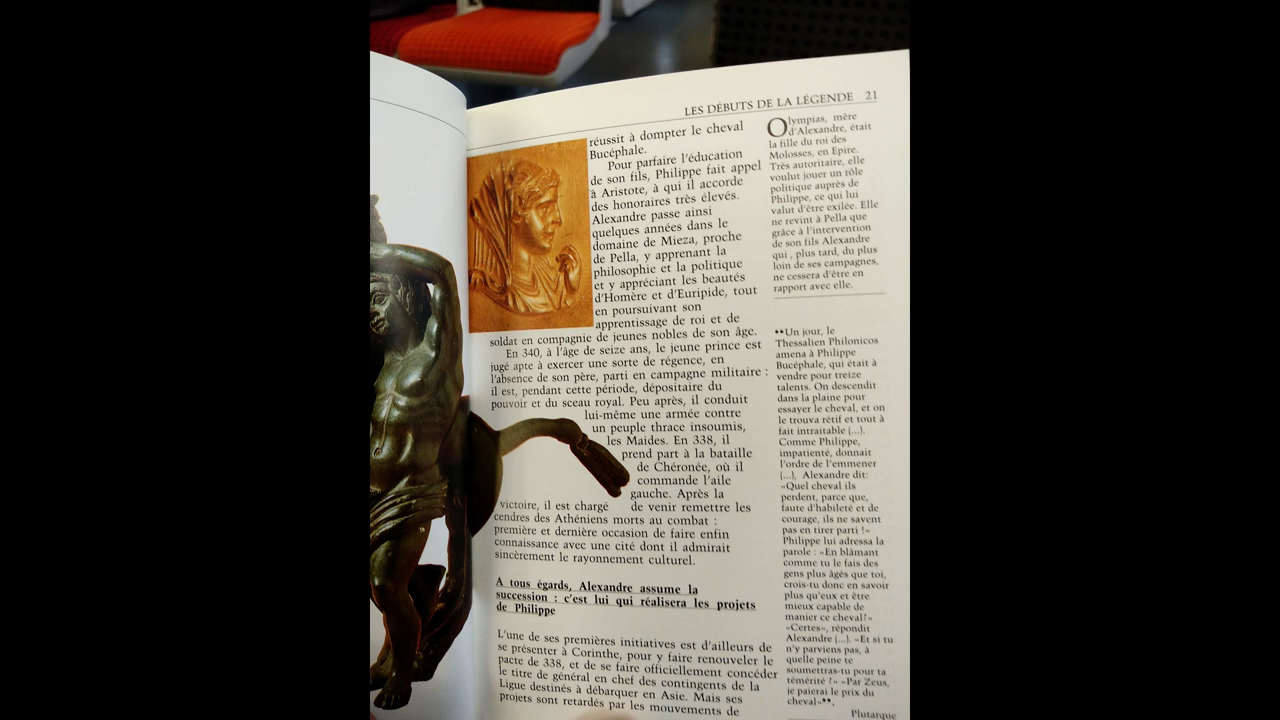 LES DÉBUTS DE LA LÉGENDE 21
réussit à dompter le cheval
Bucéphale.
Pour parfaire l'éducation
de son fils, Philippe fait appel
à Aristote, à qui il accorde
des honoraires très élevés.
Alexandre passe ainsi
quelques années dans le
domaine de Mieza, proche
de Pella, y apprenant la
philosophie et la politique
et y appréciant les beautés
d'Homère et d'Euripide, tout
en poursuivant son
apprentissage de roi et de
soldat en compagnie de jeunes nobles de son âge.
En 340, à l'âge de seize ans, le jeune prince est
jugé apte à exercer une sorte de régence, en
l'absence de son père, parti en campagne militaire :
il est, pendant cette période, dépositaire du
pouvoir et du sceau royal. Peu après, il conduit
lui-même une armée contre
un peuple thrace insoumis,
les Maides. En 338, il
prend part à la bataille
de Chéronée, où il
commande l'aile
gauche. Après la
victoire, il est chargé de venir remettre les
cendres des Athéniens morts au combat :
première et dernière occasion de faire enfin
connaissance avec une cité dont il admirait
sincèrement le rayonnement culturel.
A tous égards, Alexandre assume la
succession : c'est lui qui réalisera les projets
de Philippe
L'une de ses premières initiatives est d'ailleurs de
se présenter à Corinthe, pour y faire renouveler le
pacte de 338, et de se faire officiellement concéder
le titre de général en chef des contingents de la
Ligue destinés à débarquer en Asie. Mais ses
projets sont retardés par les mouvements de
Olympias, mère
d'Alexandre, était
la fille du roi des
Molosses, en Epire.
Très autoritaire, elle
voulut jouer un rôle
politique auprès de
Philippe, ce qui lui
valut d'être exilée. Elle
ne revint à Pella que
grâce à l'intervention
de son fils Alexandre
qui , plus tard, du plus
loin de ses campagnes,
ne cessera d'être en
rapport avec elle.
❝Un jour, le
Thessalien Philonicos
amena à Philippe
Bucéphale, qui était à
vendre pour treize
talents. On descendit
dans la plaine pour
essayer le cheval, et on
le trouva rétif et tout à
fait intraitable (...).
Comme Philippe,
impatienté, donnait
l'ordre de l'emmener
(...), Alexandre dit:
«Quel cheval ils
perdent, parce que,
faute d'habileté et de
courage, ils ne savent
pas en tirer parti !»
Philippe lui adressa la
parole : «En blâmant
comme tu le fais des
gens plus âgés que toi,
crois-tu donc en savoir
plus qu'eux et être
mieux capable de
manier ce cheval?»
«Certes», répondit
Alexandre (...). «Et si tu
n'y parviens pas, à
quelle peine te
soumettras-tu pour ta
témérité ?» «Par Zeus,
je paierai le prix du
cheval»❞.
Plutarque